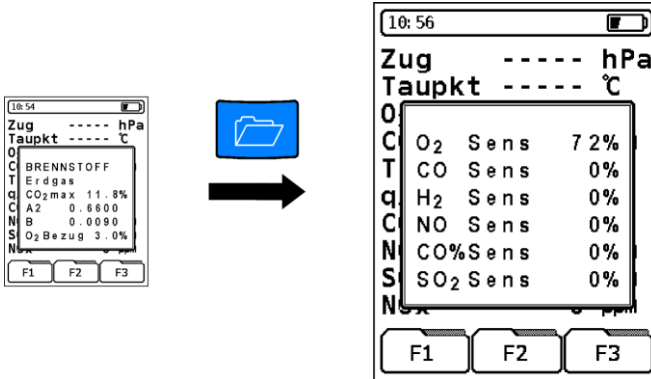 10:54
Zug ----- hPa
Taupkt ----- °C
BRENNSTOFF
Erdgas
CO₂max 11.8%
A2 0.6600
B 0.0090
O₂Bezug 3.0%
F1 F2 F3
10:56
Zug ----- hPa
Taupkt ----- °C
O₂ Sens 72%
CO Sens 0%
H₂ Sens 0%
NO Sens 0%
CO%Sens 0%
SO₂Sens 0%
F1 F2 F3